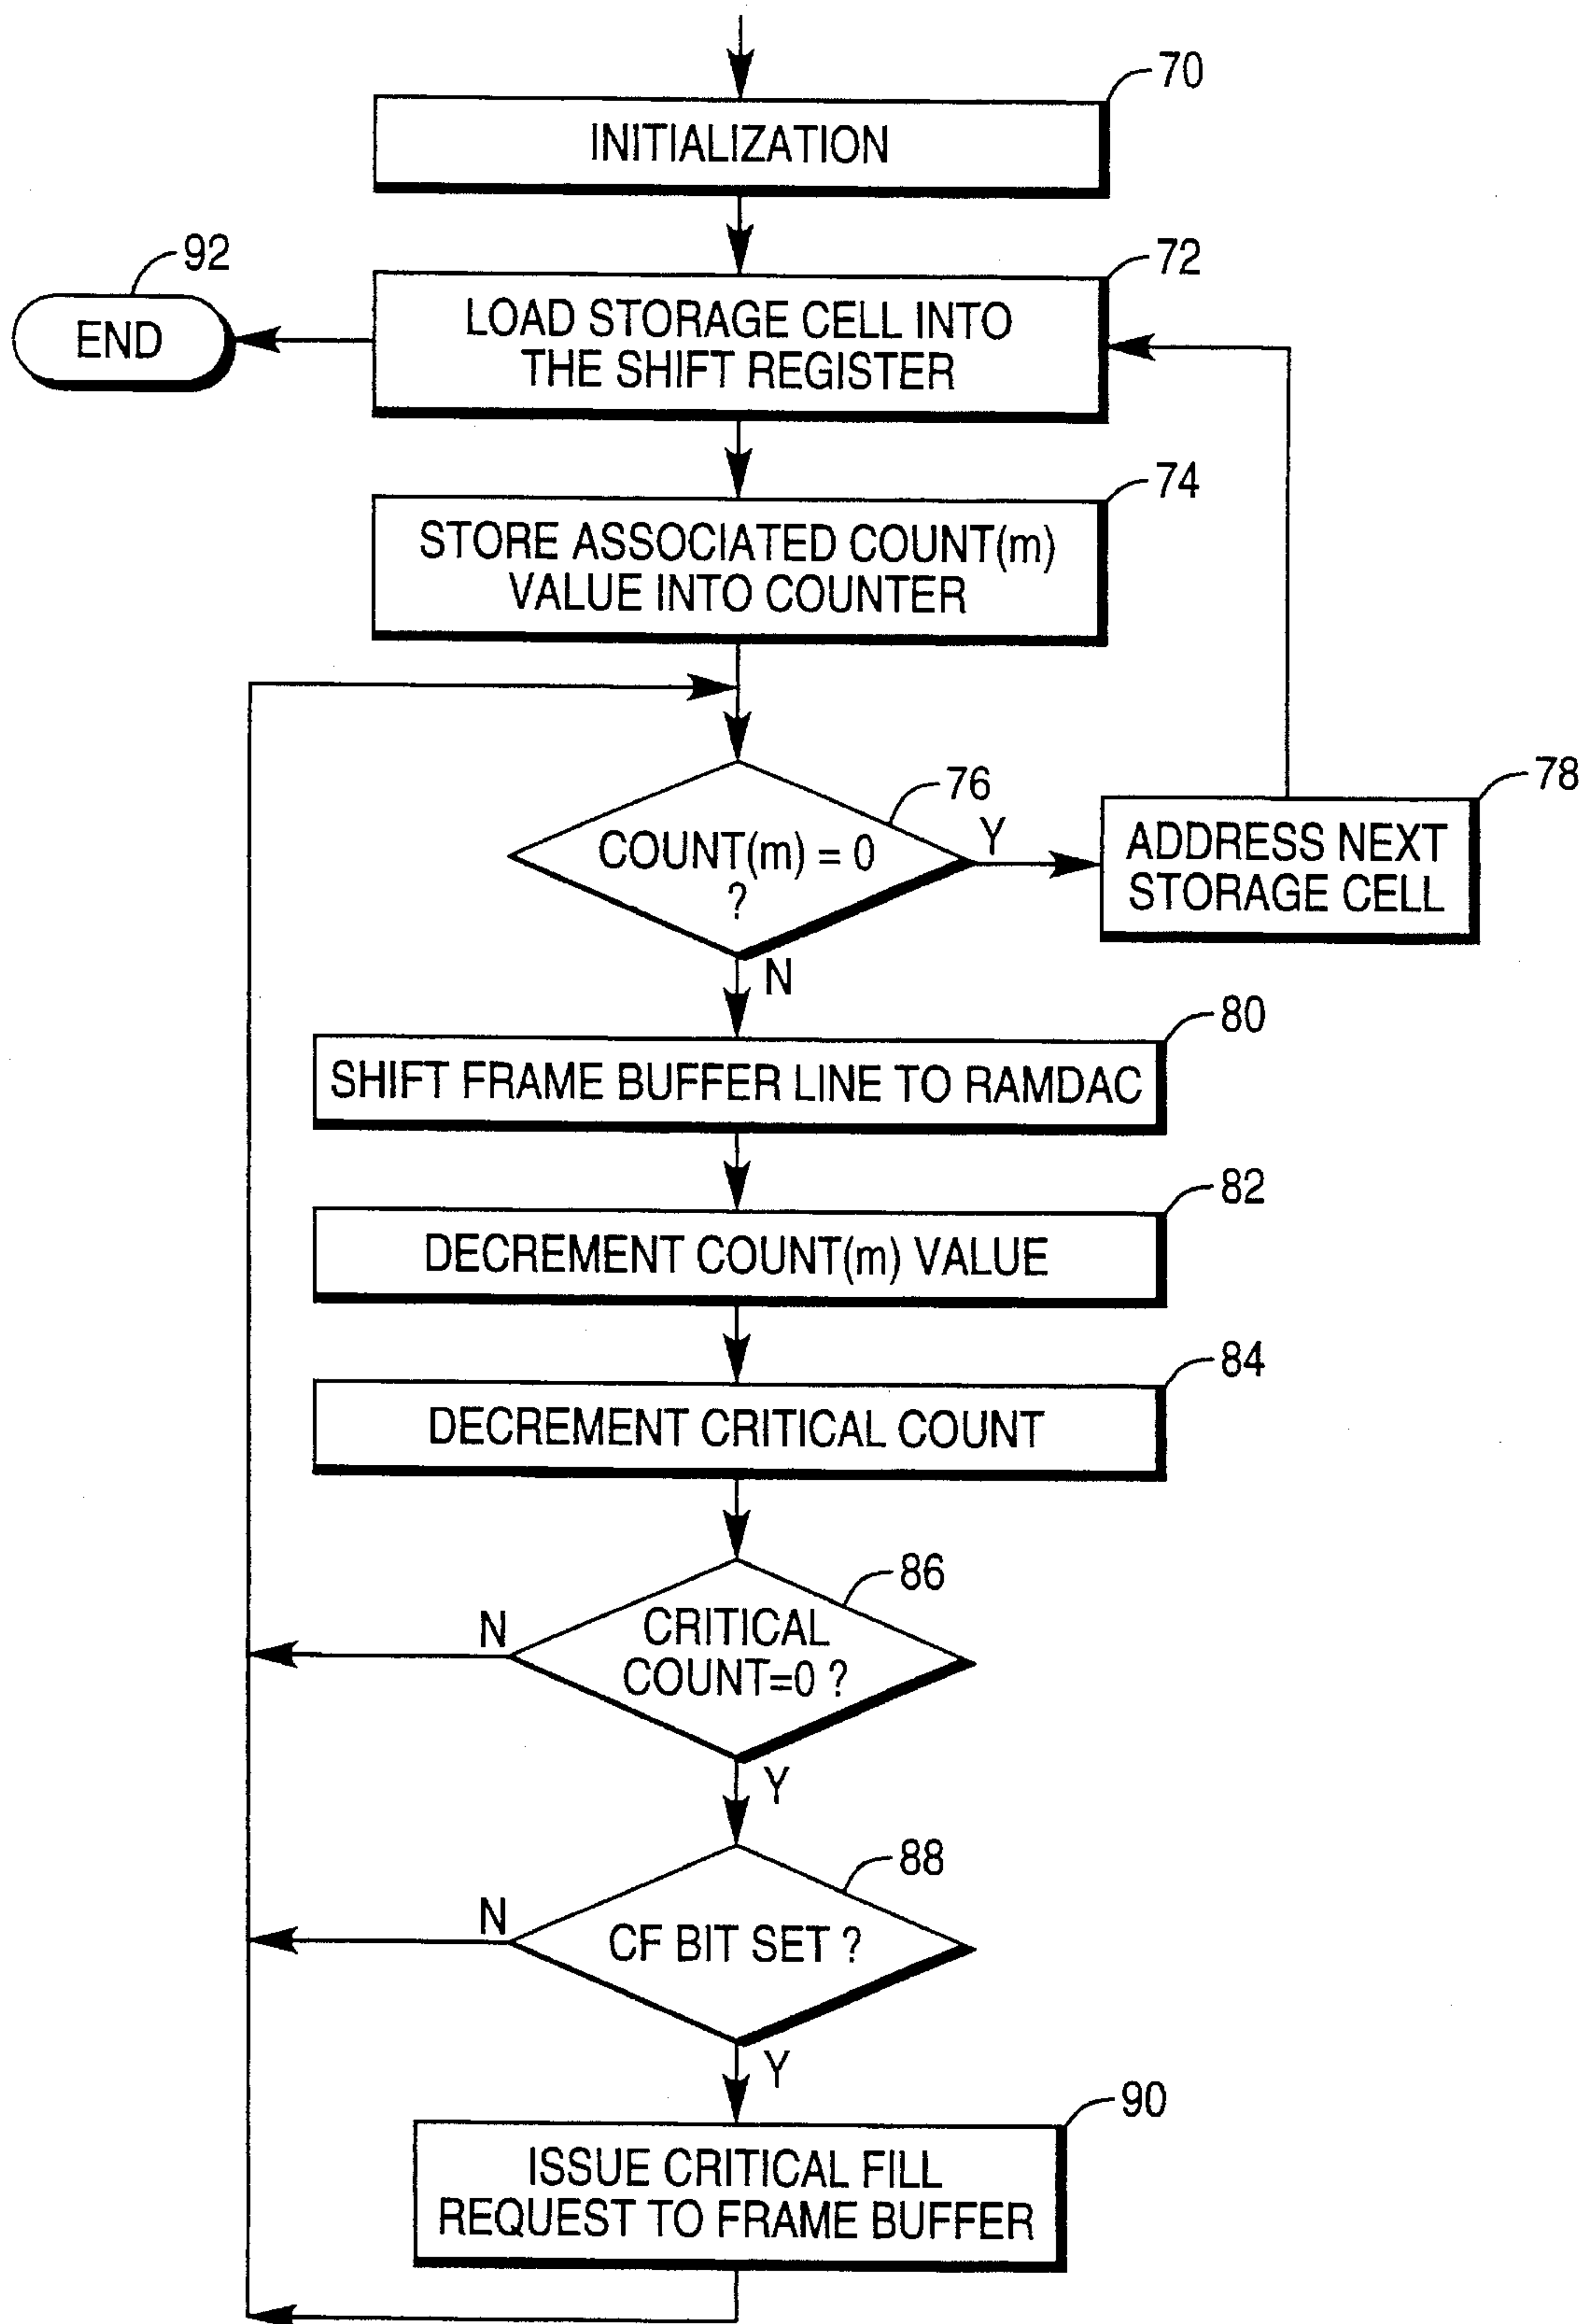 70
INITIALIZATION
92
END
72
LOAD STORAGE CELL INTO
THE SHIFT REGISTER
74
STORE ASSOCIATED COUNT(m)
VALUE INTO COUNTER
76
COUNT(m) = 0
?
Y
N
78
ADDRESS NEXT
STORAGE CELL
80
SHIFT FRAME BUFFER LINE TO RAMDAC
82
DECREMENT COUNT(m) VALUE
84
DECREMENT CRITICAL COUNT
86
CRITICAL
COUNT=0 ?
N
Y
88
CF BIT SET ?
N
Y
90
ISSUE CRITICAL FILL
REQUEST TO FRAME BUFFER